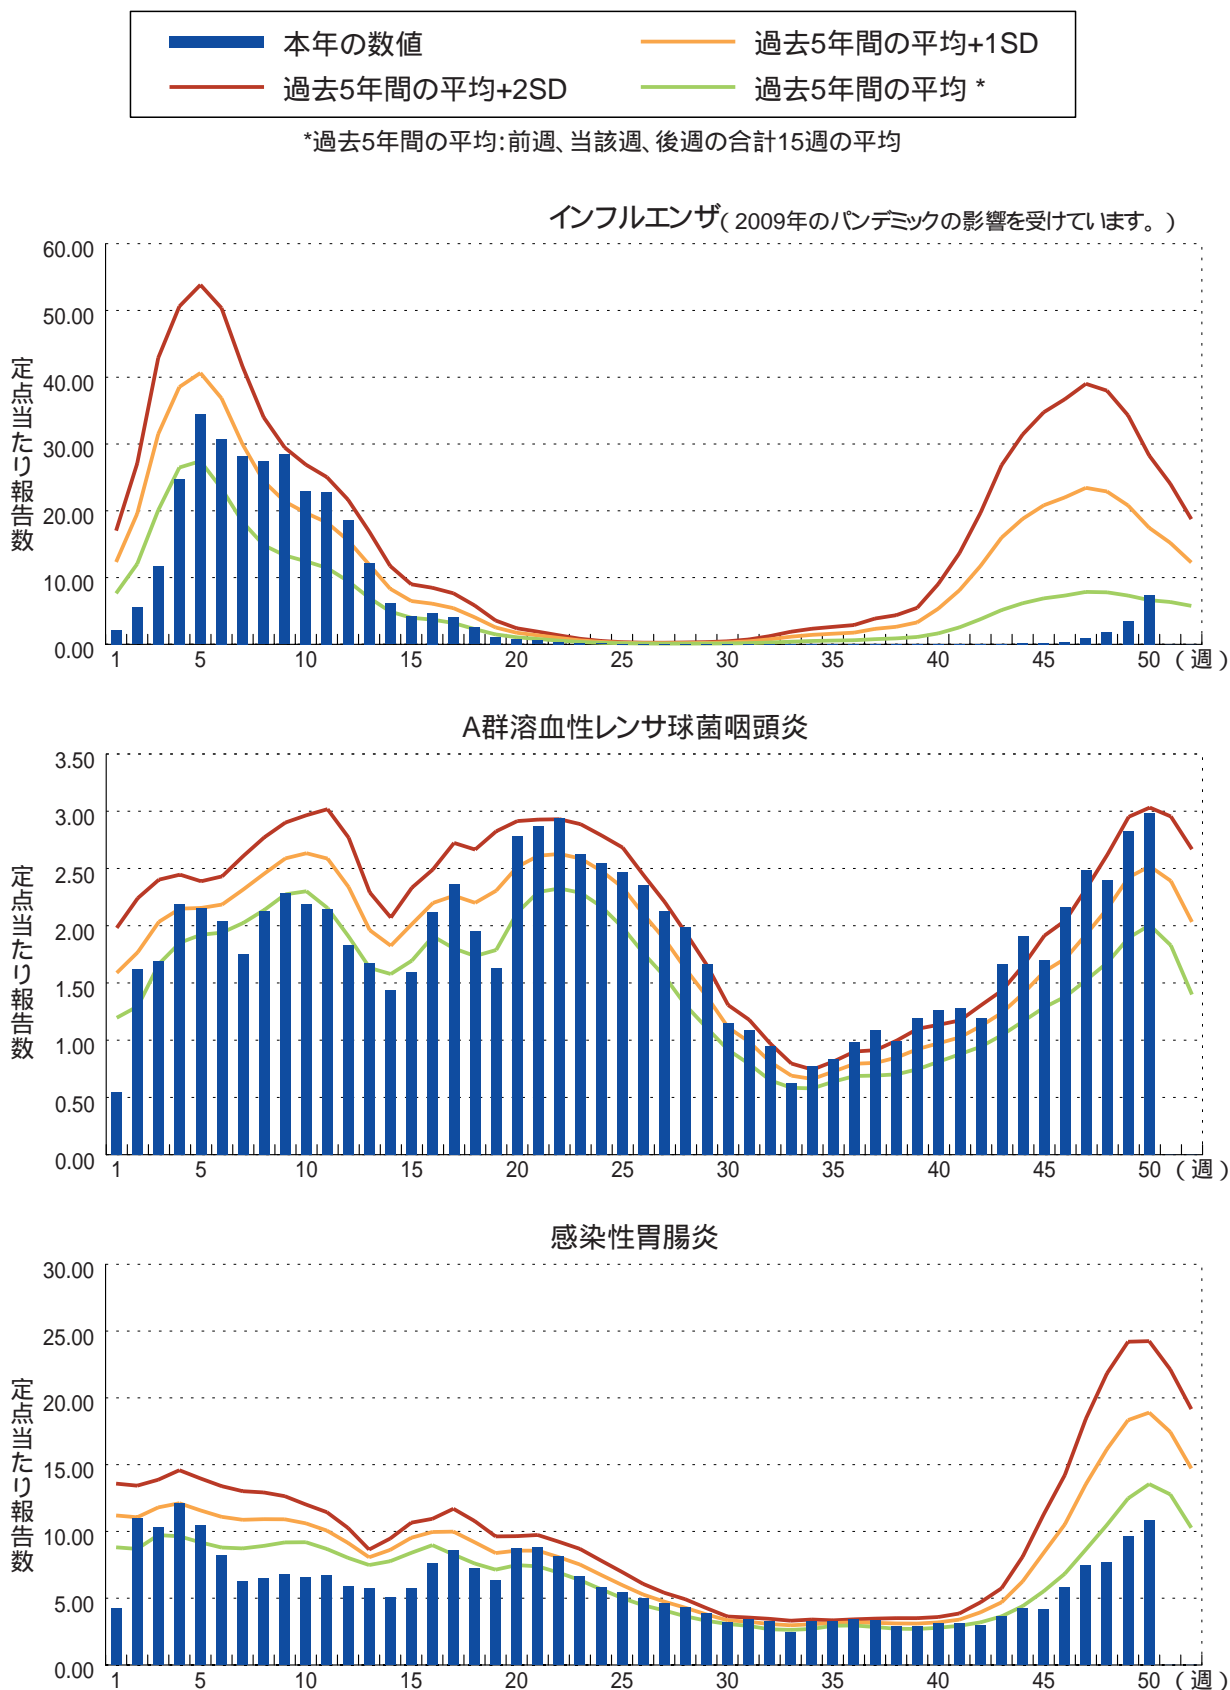 本年の数値
過去5年間の平均+1SD
過去5年間の平均+2SD
過去5年間の平均 *
*過去5年間の平均:前週、当該週、後週の合計15週の平均
インフルエンザ( 2009年のパンデミックの影響を受けています。 )
定点当たり報告数
60.00
50.00
40.00
30.00
20.00
10.00
0.00
1 5 10 15 20 25 30 35 40 45 50 (週)
A群溶血性レンサ球菌咽頭炎
定点当たり報告数
3.50
3.00
2.50
2.00
1.50
1.00
0.50
0.00
1 5 10 15 20 25 30 35 40 45 50 (週)
感染性胃腸炎
定点当たり報告数
30.00
25.00
20.00
15.00
10.00
5.00
0.00
1 5 10 15 20 25 30 35 40 45 50 (週)